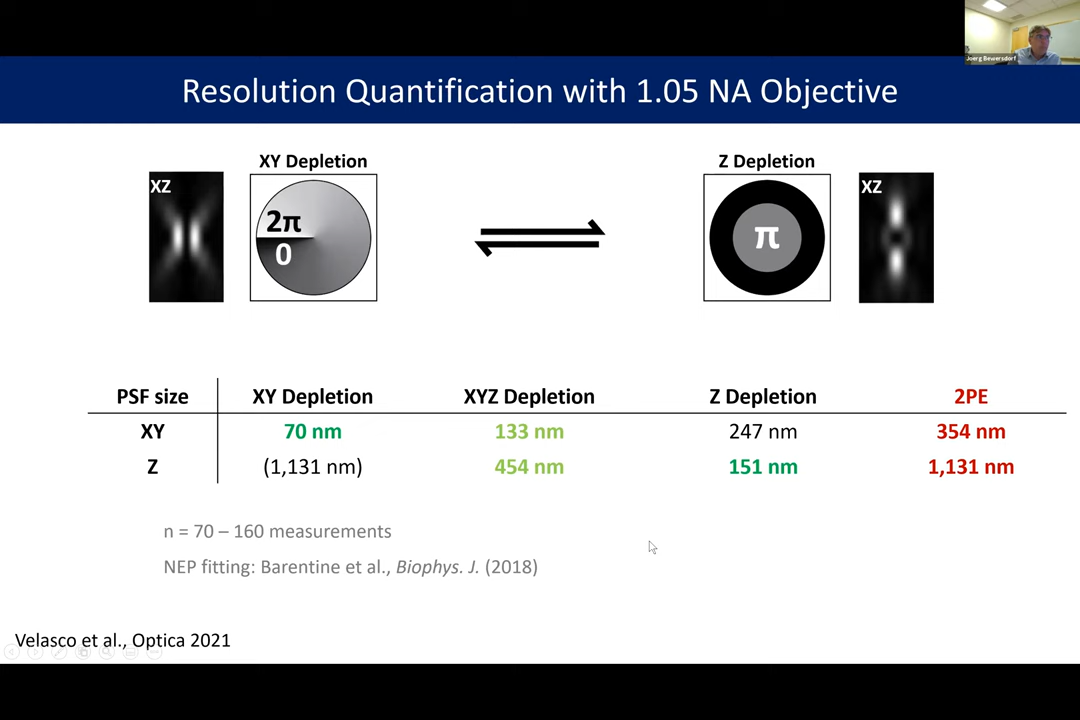 Joerg Bewersdorf
Resolution Quantification with 1.05 NA Objective
XY Depletion
Z Depletion
XZ
2π
0
π
XZ
PSF size XY Depletion XYZ Depletion Z Depletion 2PE
XY 70 nm 133 nm 247 nm 354 nm
Z (1,131 nm) 454 nm 151 nm 1,131 nm
n = 70 – 160 measurements
NEP fitting: Barentine et al., Biophys. J. (2018)
Velasco et al., Optica 2021